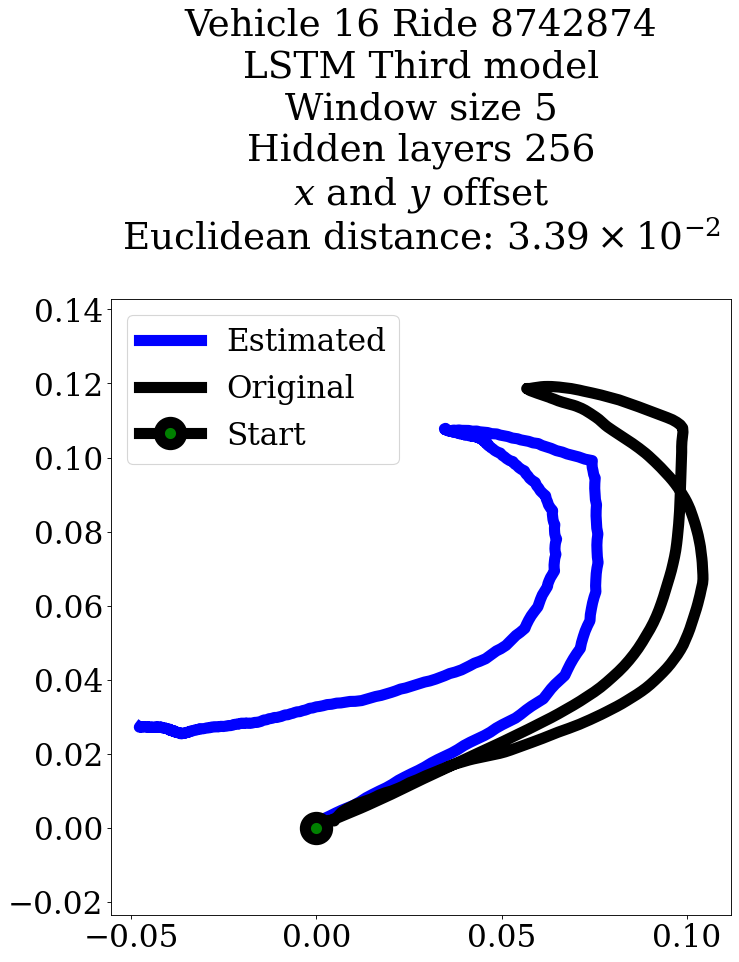 Vehicle 16 Ride 8742874
LSTM Third model
Window size 5
Hidden layers 256
x and y offset
Euclidean distance: 3.39 × 10⁻²
0.14
0.12
0.10
0.08
0.06
0.04
0.02
0.00
−0.02
Estimated
Original
Start
−0.05 0.00 0.05 0.10